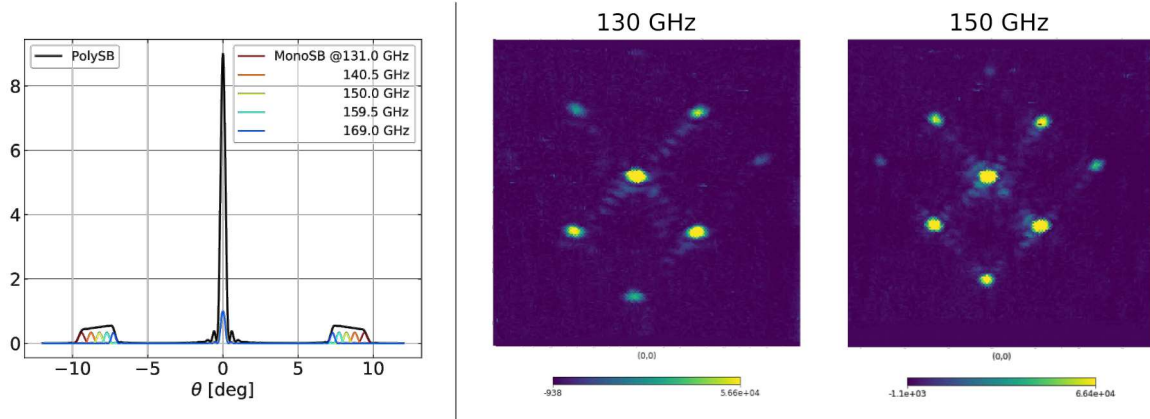 PolySB
MonoSB @131.0 GHz
140.5 GHz
150.0 GHz
159.5 GHz
169.0 GHz
8
6
4
2
0
−10 −5 0 5 10
θ [deg]
130 GHz
(0,0)
-938 5.66e+04
150 GHz
(0,0)
-1.1e+03 6.64e+04